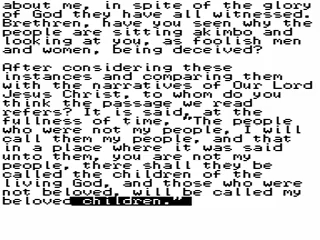 about me, in spite of the glory
of God they have all witnessed.
Brethren, have you seen why the
people are sitting akimbo and
looking at you, as foolish men
and women, being deceived?
After considering these
instances and comparing them
with the narratives of Our Lord
Jesus Christ, to whom do you
think the passage we read
refers? It is said, at the
fullness of time, "The people
who were not my people, I will
call them my people, and that
in a place where it was said
unto them, you are not my
people, there shall they be
called the children of the
living God, and those who were
not beloved, will be called my
beloved children."